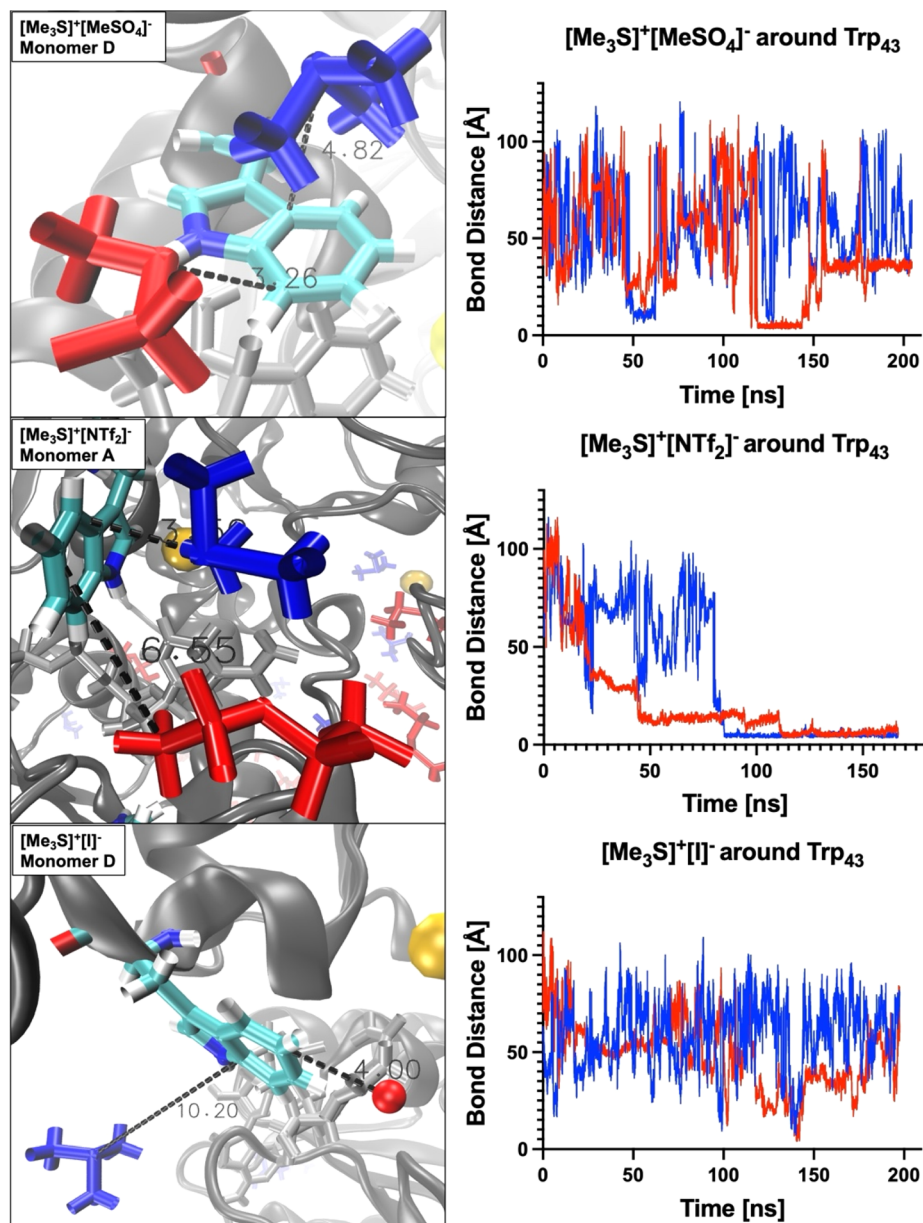 [Me₃S]⁺[MeSO₄]⁻
Monomer D
4.82
3.26
[Me₃S]⁺[MeSO₄]⁻ around Trp₄₃
Bond Distance [Å]
100
50
0
0 50 100 150 200
Time [ns]
[Me₃S]⁺[NTf₂]⁻
Monomer A
6.55
[Me₃S]⁺[NTf₂]⁻ around Trp₄₃
Bond Distance [Å]
100
50
0
0 50 100 150
Time [ns]
[Me₃S]⁺[I]⁻
Monomer D
4.00
10.20
[Me₃S]⁺[I]⁻ around Trp₄₃
Bond Distance [Å]
100
50
0
0 50 100 150 200
Time [ns]